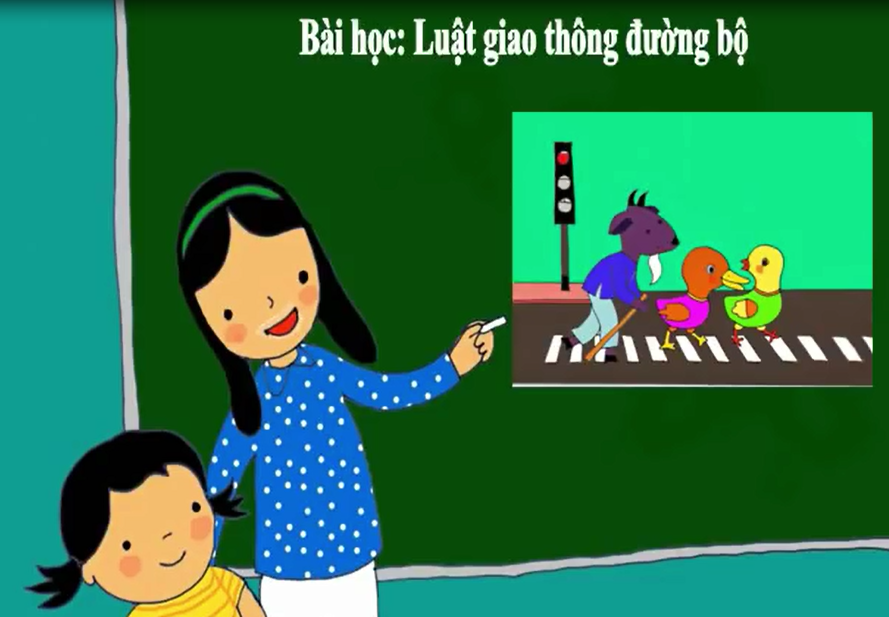 Bài học: Luật giao thông đường bộ